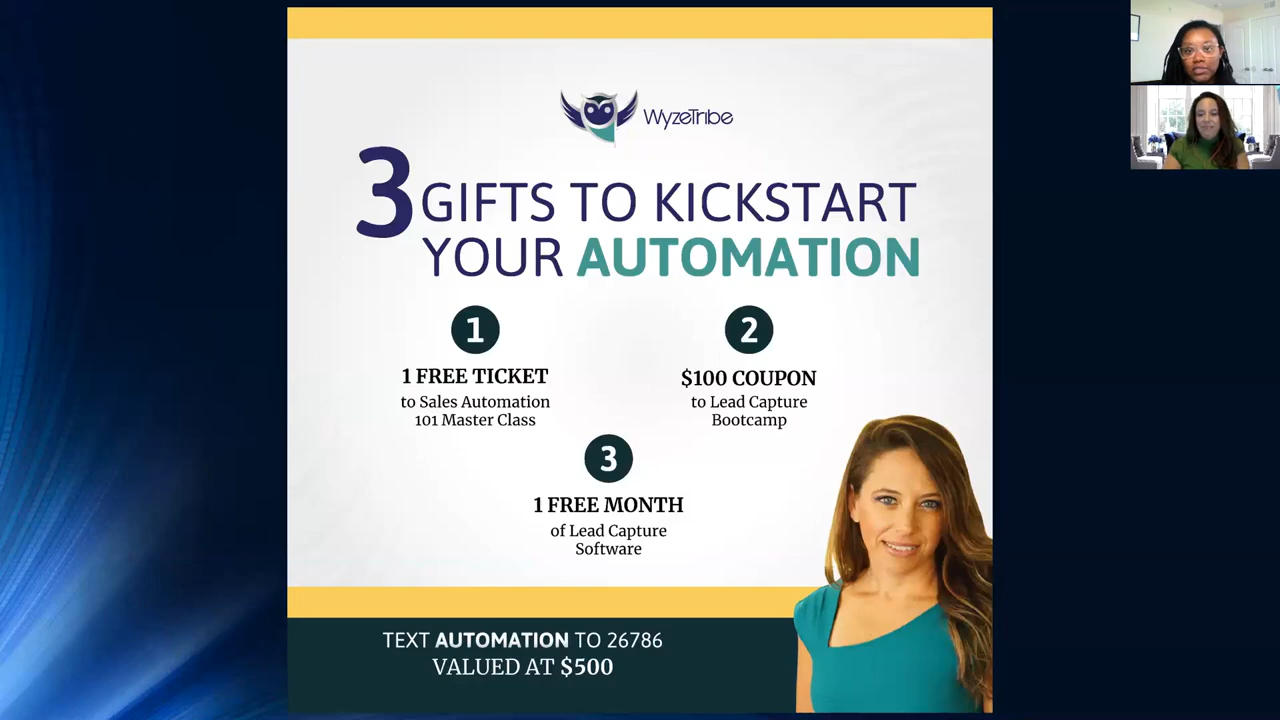 WyzeTribe
3 GIFTS TO KICKSTART
YOUR AUTOMATION
1
1 FREE TICKET
to Sales Automation
101 Master Class
2
$100 COUPON
to Lead Capture
Bootcamp
3
1 FREE MONTH
of Lead Capture
Software
TEXT AUTOMATION TO 26786
VALUED AT $500